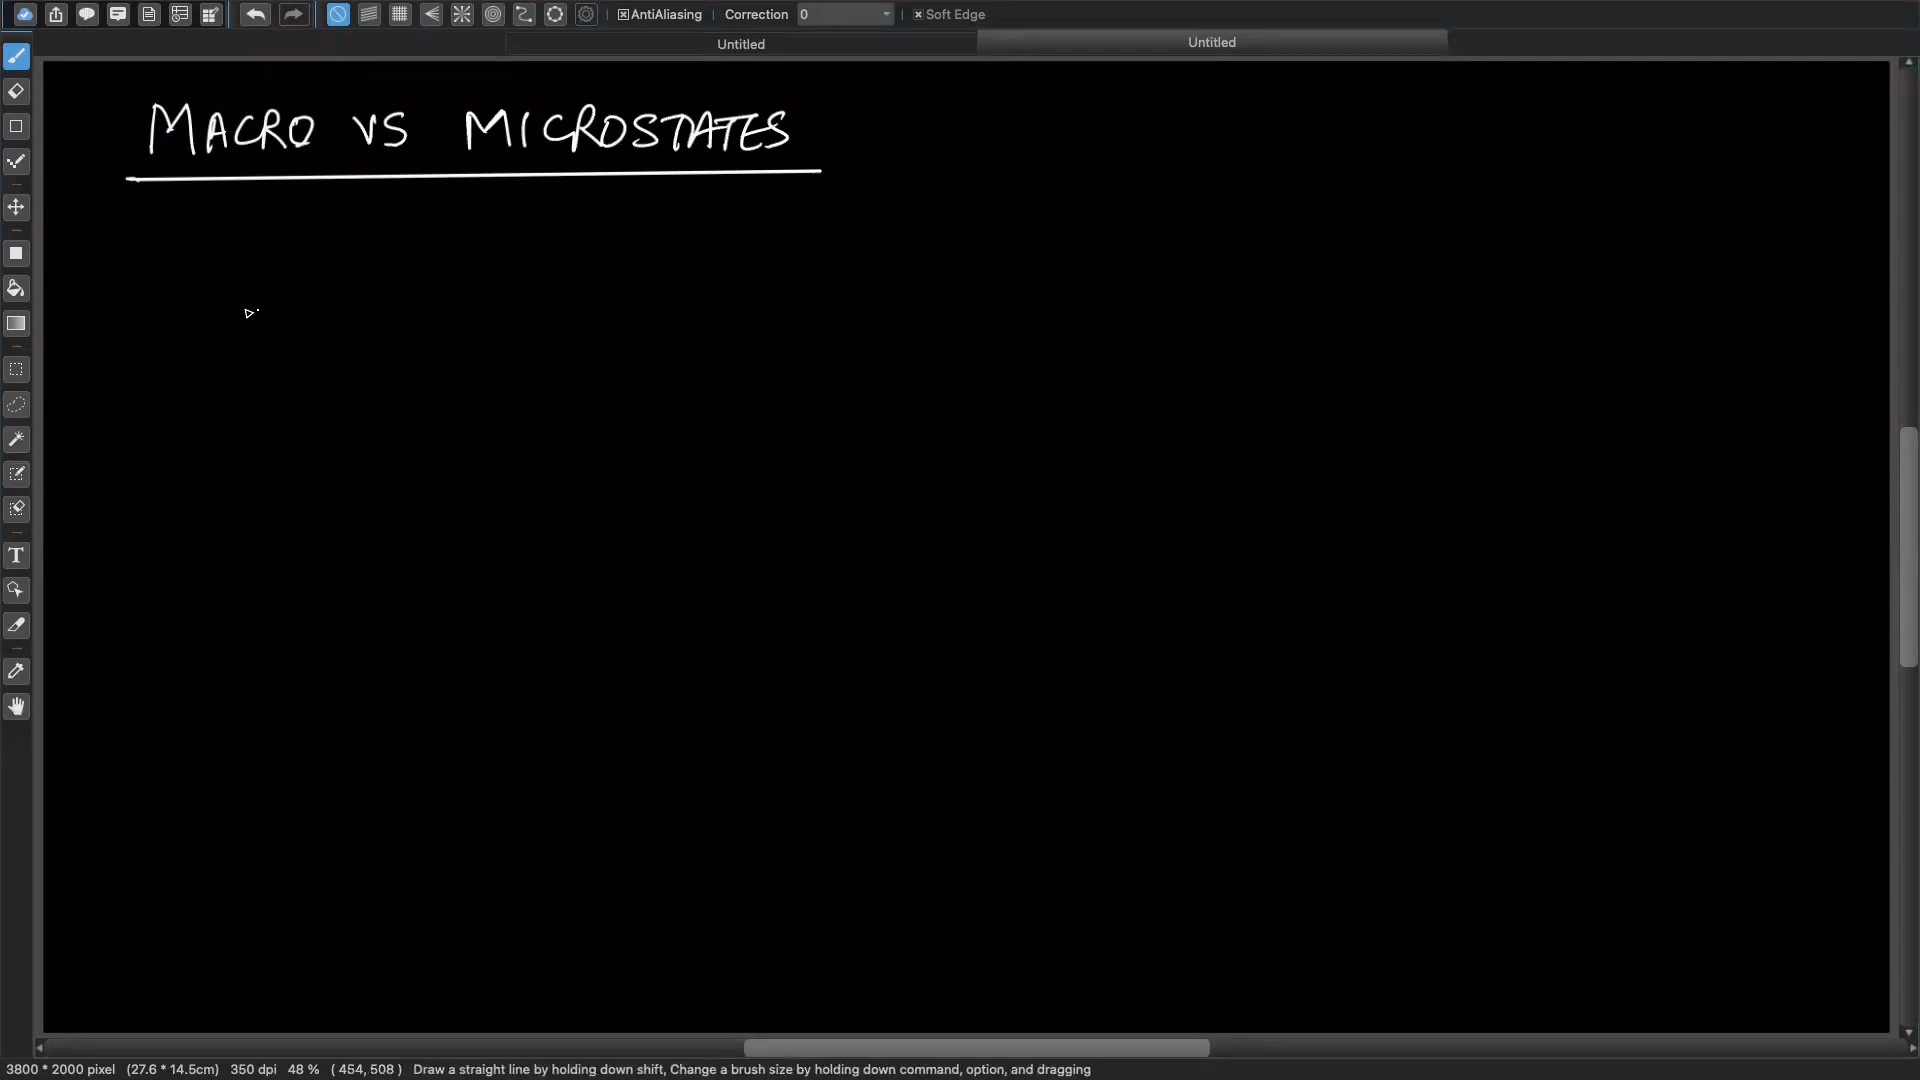 AntiAliasing Correction 0 Soft Edge
Untitled Untitled
MACRO VS MICROSTATES
T
3800 * 2000 pixel (27.6 * 14.5cm) 350 dpi 48 % ( 454, 508 ) Draw a straight line by holding down shift, Change a brush size by holding down command, option, and dragging